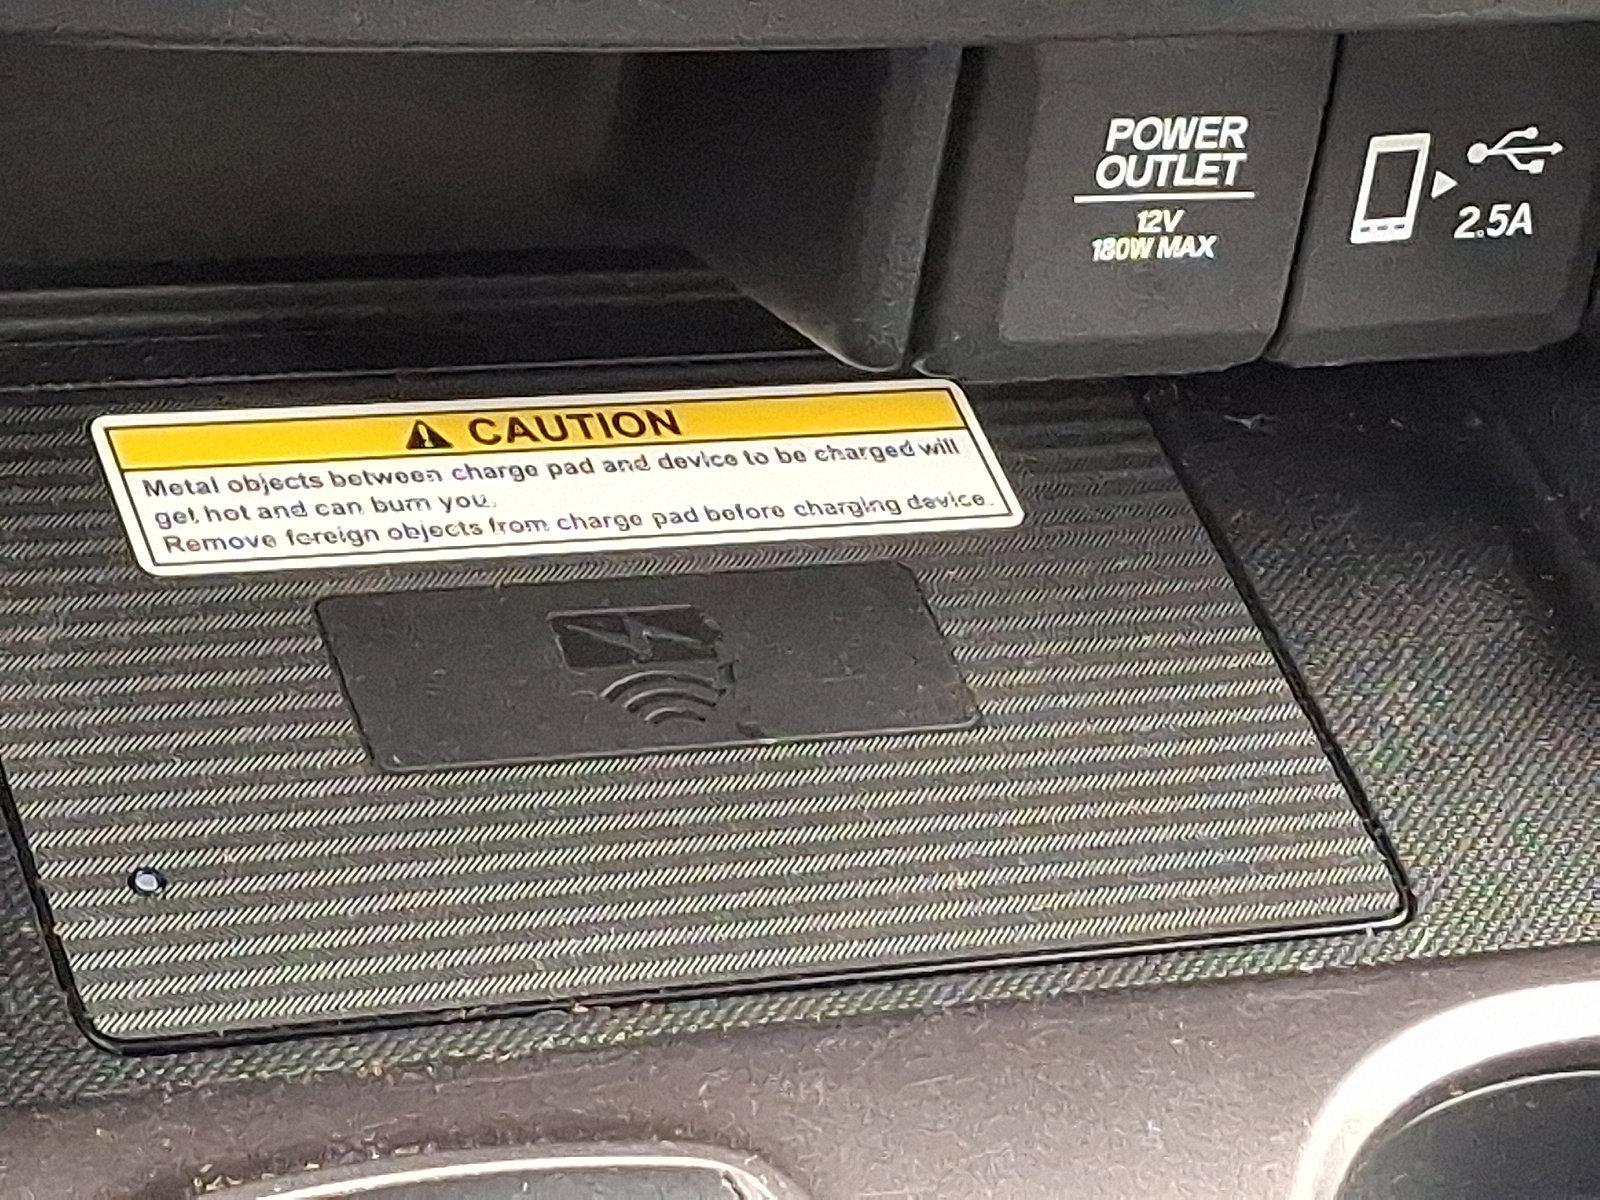 POWER
OUTLET
12V
180W MAX
2.5A
CAUTION
Metal objects between charge pad and device to be charged will
get hot and can burn you.
Remove foreign objects from charge pad before charging device.